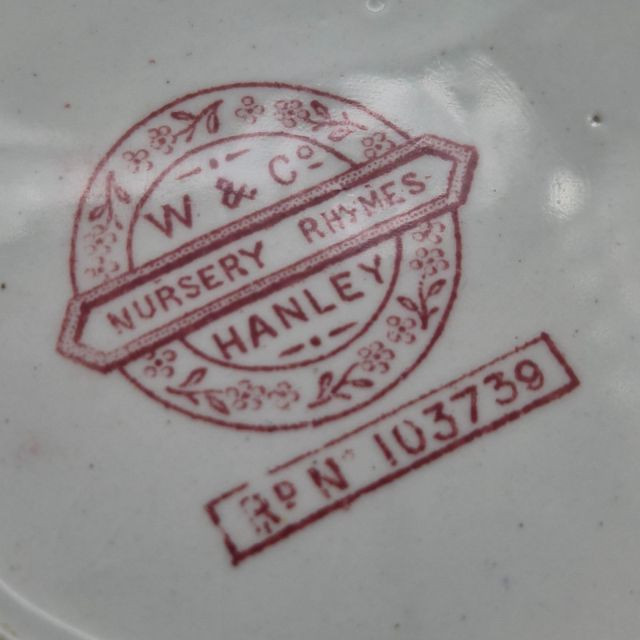 W & Cº
NURSERY RHYMES
HANLEY
Rᴰ Nº 103739